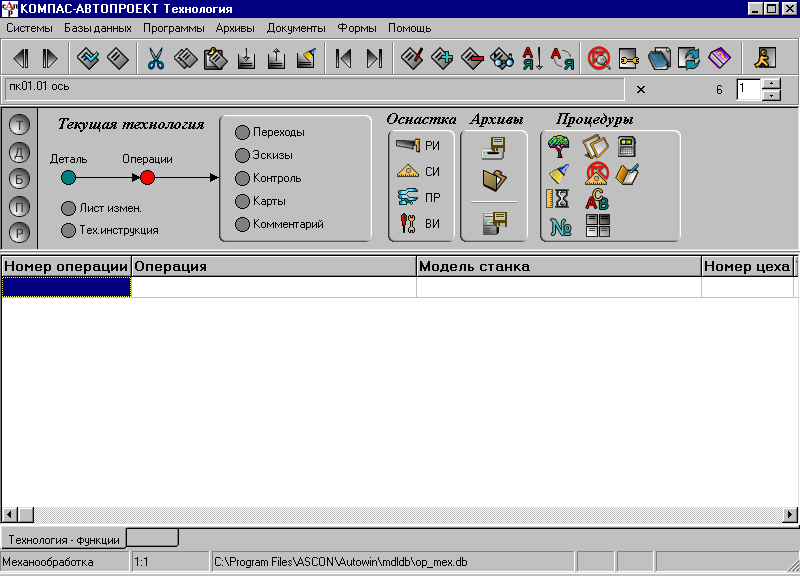 КОМПАС-АВТОПРОЕКТ Технология
Системы Базы данных Программы Архивы Документы Формы Помощь
пк01.01 ось × 6 1
Т Текущая технология Оснастка Архивы Процедуры
Переходы
Д Деталь Операции Эскизы РИ
Б Контроль СИ
Карты ПР
П Лист измен.
Р Тех.инструкция Комментарий ВИ
Номер операции Операция Модель станка Номер цеха
Технология - функции
Механообработка 1:1 C:\Program Files\ASCON\Autowin\mdldb\op_mex.db